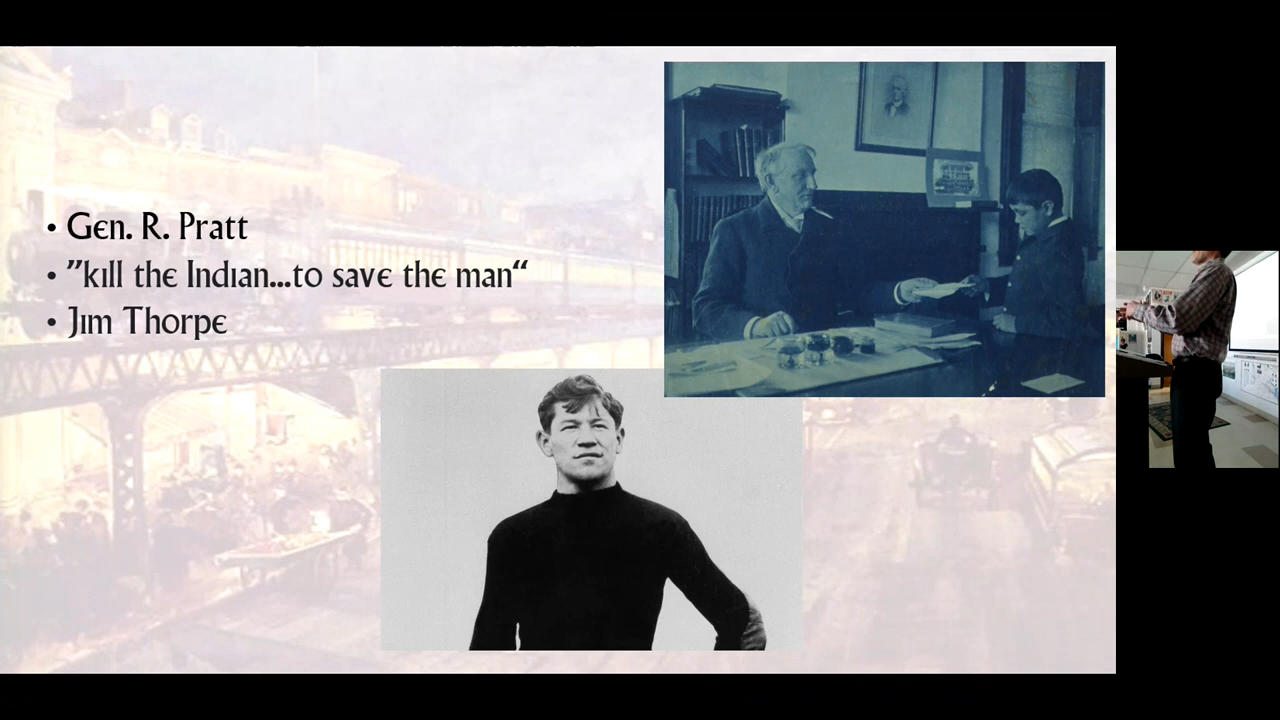 • Gen. R. Pratt
• ”kill the Indian...to save the man“
• Jim Thorpe